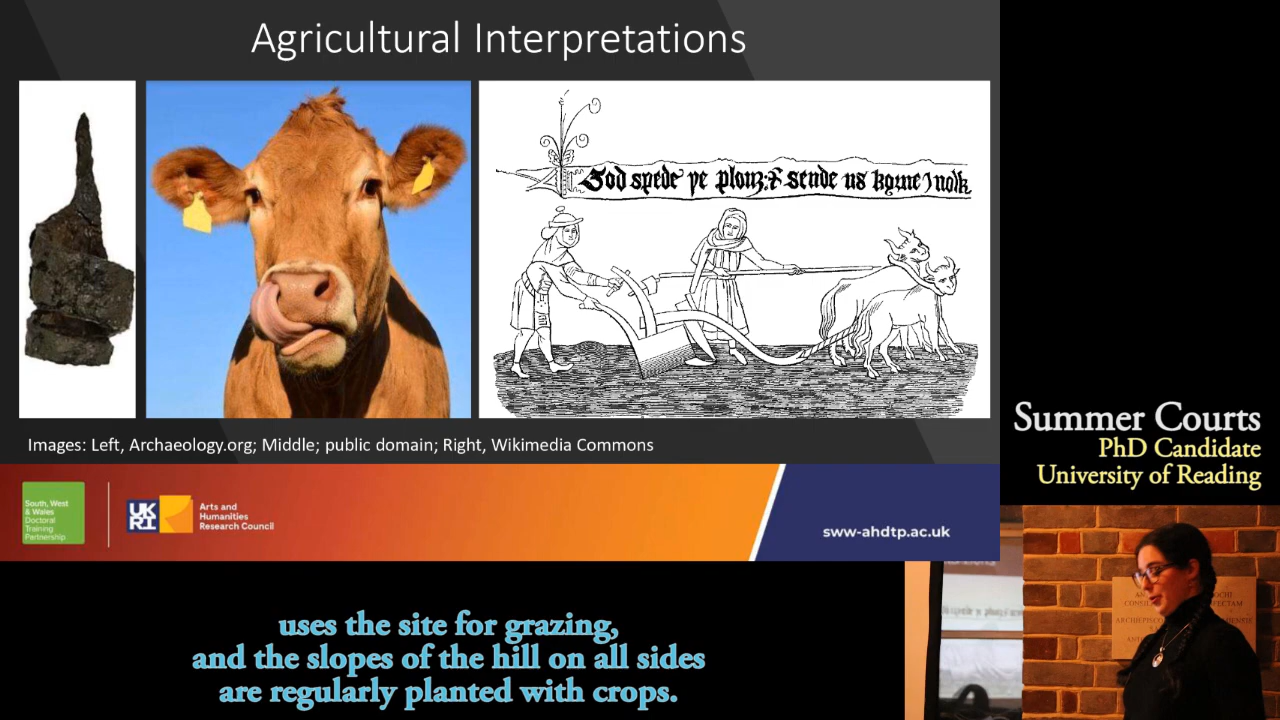 Agricultural Interpretations
God spede ye plouz: & sende us korne
Images: Left, Archaeology.org; Middle; public domain; Right, Wikimedia Commons
South, West
& Wales
Doctoral
Training
Partnership
UKRI
Arts and
Humanities
Research Council
sww-ahdtp.ac.uk
Summer Courts
PhD Candidate
University of Reading
uses the site for grazing,
and the slopes of the hill on all sides
are regularly planted with crops.